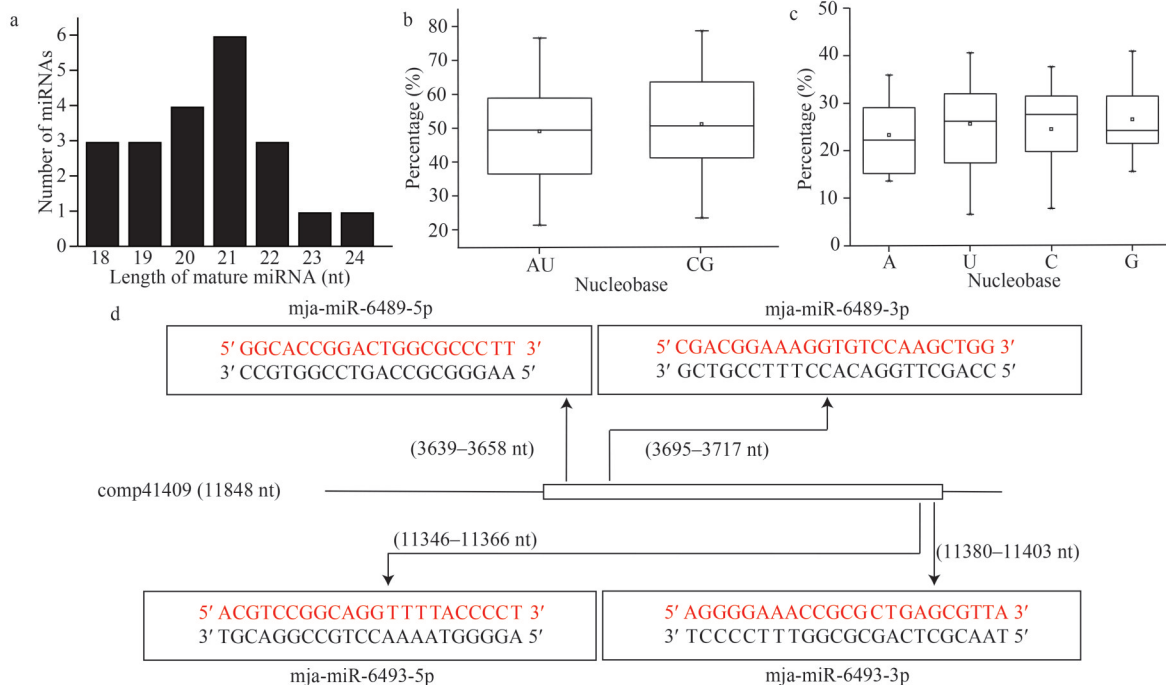 a
Number of miRNAs
6
5
4
3
2
1
0
18 19 20 21 22 23 24
Length of mature miRNA (nt)
b
Percentage (%)
80
70
60
50
40
30
20
AU CG
Nucleobase
c
Percentage (%)
50
40
30
20
10
0
A U C G
Nucleobase
d
mja-miR-6489-5p
5′ GGCACCGGACTGGCGCCCTT 3′
3′ CCGTGGCCTGACCGCGGGAA 5′
mja-miR-6489-3p
5′ CGACGGAAAGGTGTCCAAGCTGG 3′
3′ GCTGCCTTTCCACAGGTTCGACC 5′
(3639–3658 nt)
(3695–3717 nt)
comp41409 (11848 nt)
(11346–11366 nt)
(11380–11403 nt)
5′ ACGTCCGGCAGGTTTTACCCCT 3′
3′ TGCAGGCCGTCCAAAATGGGGA 5′
mja-miR-6493-5p
5′ AGGGGAAACCGCGCTGAGCGTTA 3′
3′ TCCCCTTTGGCGCGACTCGCAAT 5′
mja-miR-6493-3p